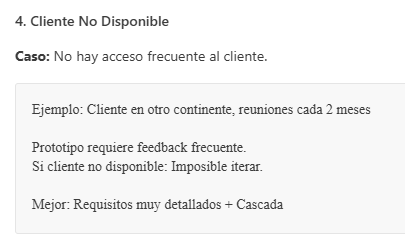 4. Cliente No Disponible
Caso: No hay acceso frecuente al cliente.
Ejemplo: Cliente en otro continente, reuniones cada 2 meses
Prototipo requiere feedback frecuente.
Si cliente no disponible: Imposible iterar.
Mejor: Requisitos muy detallados + Cascada